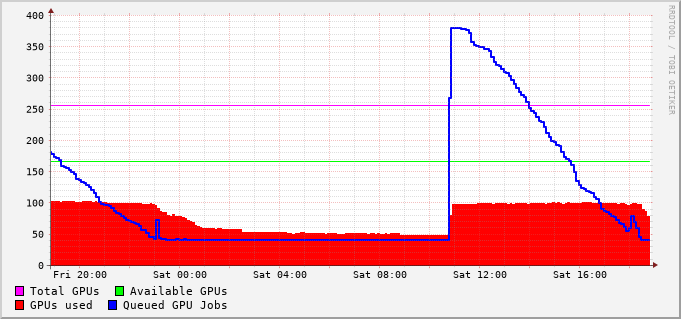 RRDTOOL / TOBI OETIKER
400
350
300
250
200
150
100
50
0
Fri 20:00 Sat 00:00 Sat 04:00 Sat 08:00 Sat 12:00 Sat 16:00
Total GPUs Available GPUs
GPUs used Queued GPU Jobs